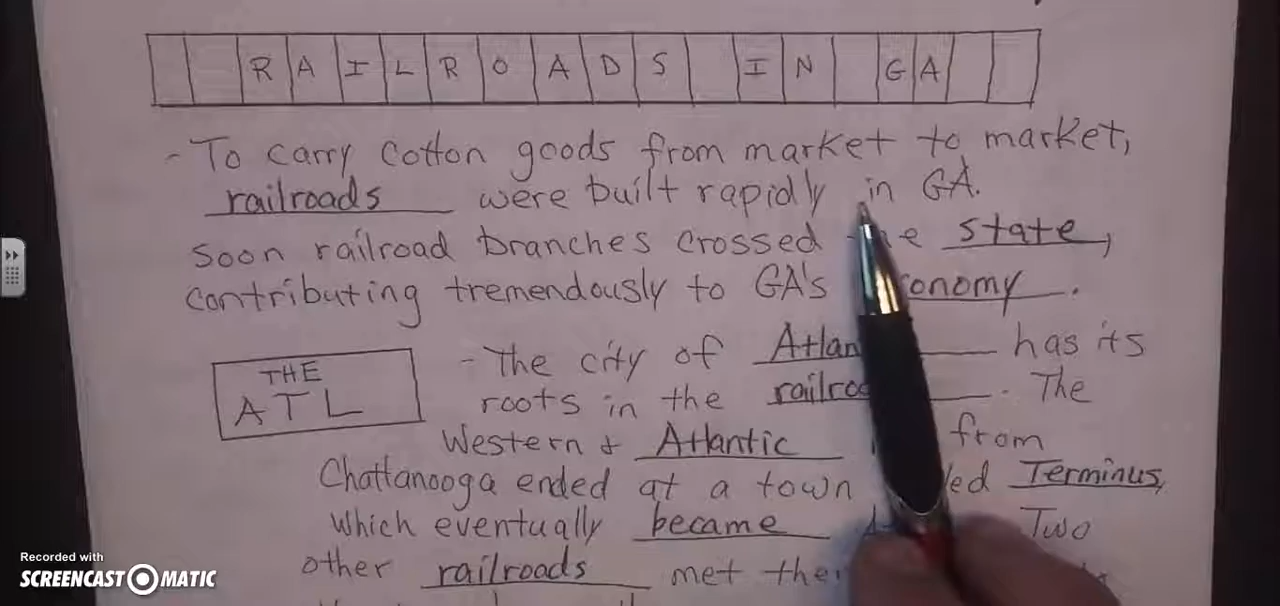 RAILROADS IN GA
- To carry cotton goods from market to market,
railroads were built rapidly in GA.
Soon railroad branches crossed state,
contributing tremendously to GA's
THE
ATL
- The city of has its
roots in the The
Western & Atlantic from
Chattanooga ended at a town Terminus,
which eventually became Two
other railroads met
Recorded with
SCREENCAST-O-MATIC